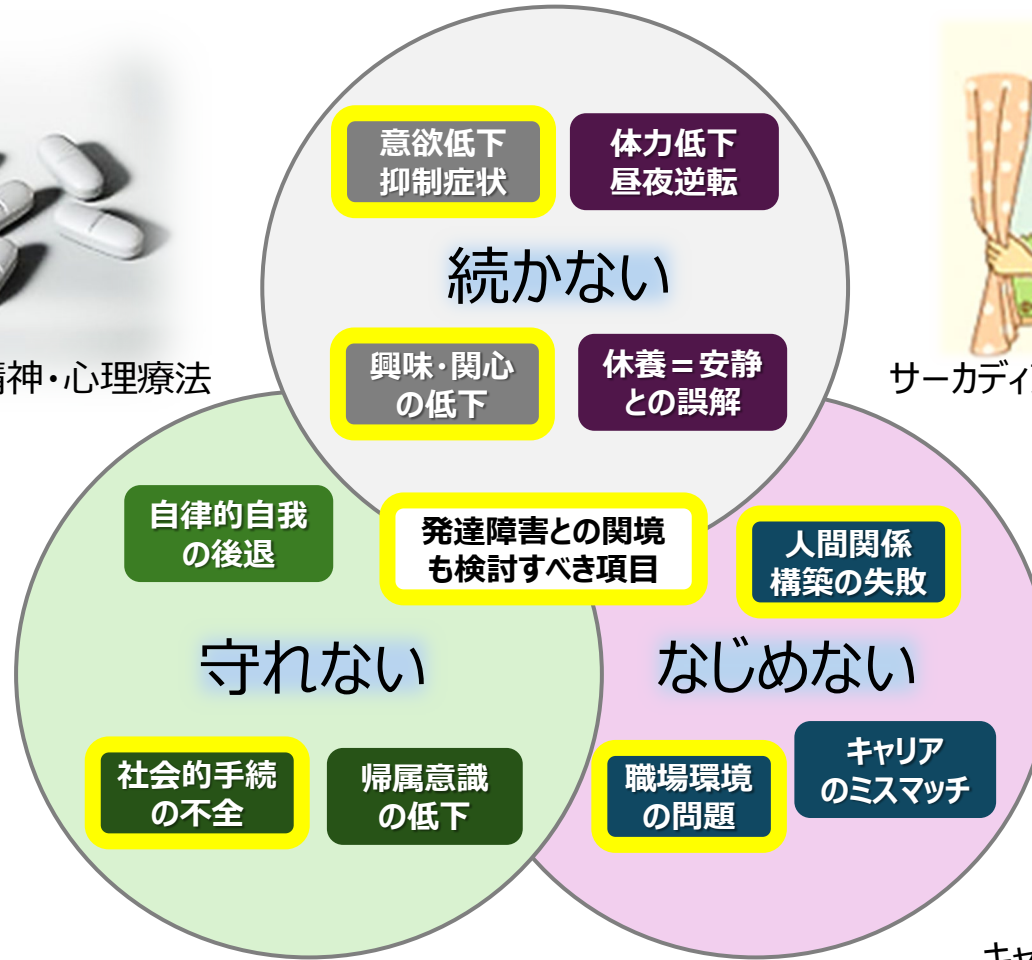 意欲低下
抑制症状
体力低下
昼夜逆転
続かない
興味・関心
の低下
休養=安静
との誤解
神・心理療法
サーカディ
自律的自我
の後退
発達障害との関境
も検討すべき項目
人間関係
構築の失敗
守れない
なじめない
社会的手続
の不全
帰属意識
の低下
職場環境
の問題
キャリア
のミスマッチ